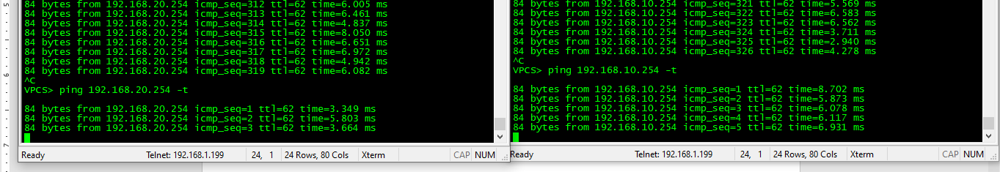 5
84 bytes from 192.168.20.254 icmp_seq=312 ttl=62 time=6.005 ms
84 bytes from 192.168.20.254 icmp_seq=313 ttl=62 time=6.461 ms
84 bytes from 192.168.20.254 icmp_seq=314 ttl=62 time=4.837 ms
84 bytes from 192.168.20.254 icmp_seq=315 ttl=62 time=8.050 ms
84 bytes from 192.168.20.254 icmp_seq=316 ttl=62 time=6.651 ms
84 bytes from 192.168.20.254 icmp_seq=317 ttl=62 time=6.972 ms
84 bytes from 192.168.20.254 icmp_seq=318 ttl=62 time=4.942 ms
84 bytes from 192.168.20.254 icmp_seq=319 ttl=62 time=6.082 ms
^C
VPCS> ping 192.168.20.254 -t
84 bytes from 192.168.20.254 icmp_seq=1 ttl=62 time=3.349 ms
84 bytes from 192.168.20.254 icmp_seq=2 ttl=62 time=5.803 ms
84 bytes from 192.168.20.254 icmp_seq=3 ttl=62 time=3.664 ms
Ready Telnet: 192.168.1.199 24, 1 24 Rows, 80 Cols Xterm CAP NUM
6
7
84 bytes from 192.168.10.254 icmp_seq=321 ttl=62 time=5.569 ms
84 bytes from 192.168.10.254 icmp_seq=322 ttl=62 time=6.583 ms
84 bytes from 192.168.10.254 icmp_seq=323 ttl=62 time=6.562 ms
84 bytes from 192.168.10.254 icmp_seq=324 ttl=62 time=3.711 ms
84 bytes from 192.168.10.254 icmp_seq=325 ttl=62 time=2.940 ms
84 bytes from 192.168.10.254 icmp_seq=326 ttl=62 time=4.278 ms
^C
VPCS> ping 192.168.10.254 -t
84 bytes from 192.168.10.254 icmp_seq=1 ttl=62 time=8.702 ms
84 bytes from 192.168.10.254 icmp_seq=2 ttl=62 time=5.873 ms
84 bytes from 192.168.10.254 icmp_seq=3 ttl=62 time=6.078 ms
84 bytes from 192.168.10.254 icmp_seq=4 ttl=62 time=6.117 ms
84 bytes from 192.168.10.254 icmp_seq=5 ttl=62 time=6.931 ms
Ready Telnet: 192.168.1.199 24, 1 24 Rows, 80 Cols Xterm CAP NUM